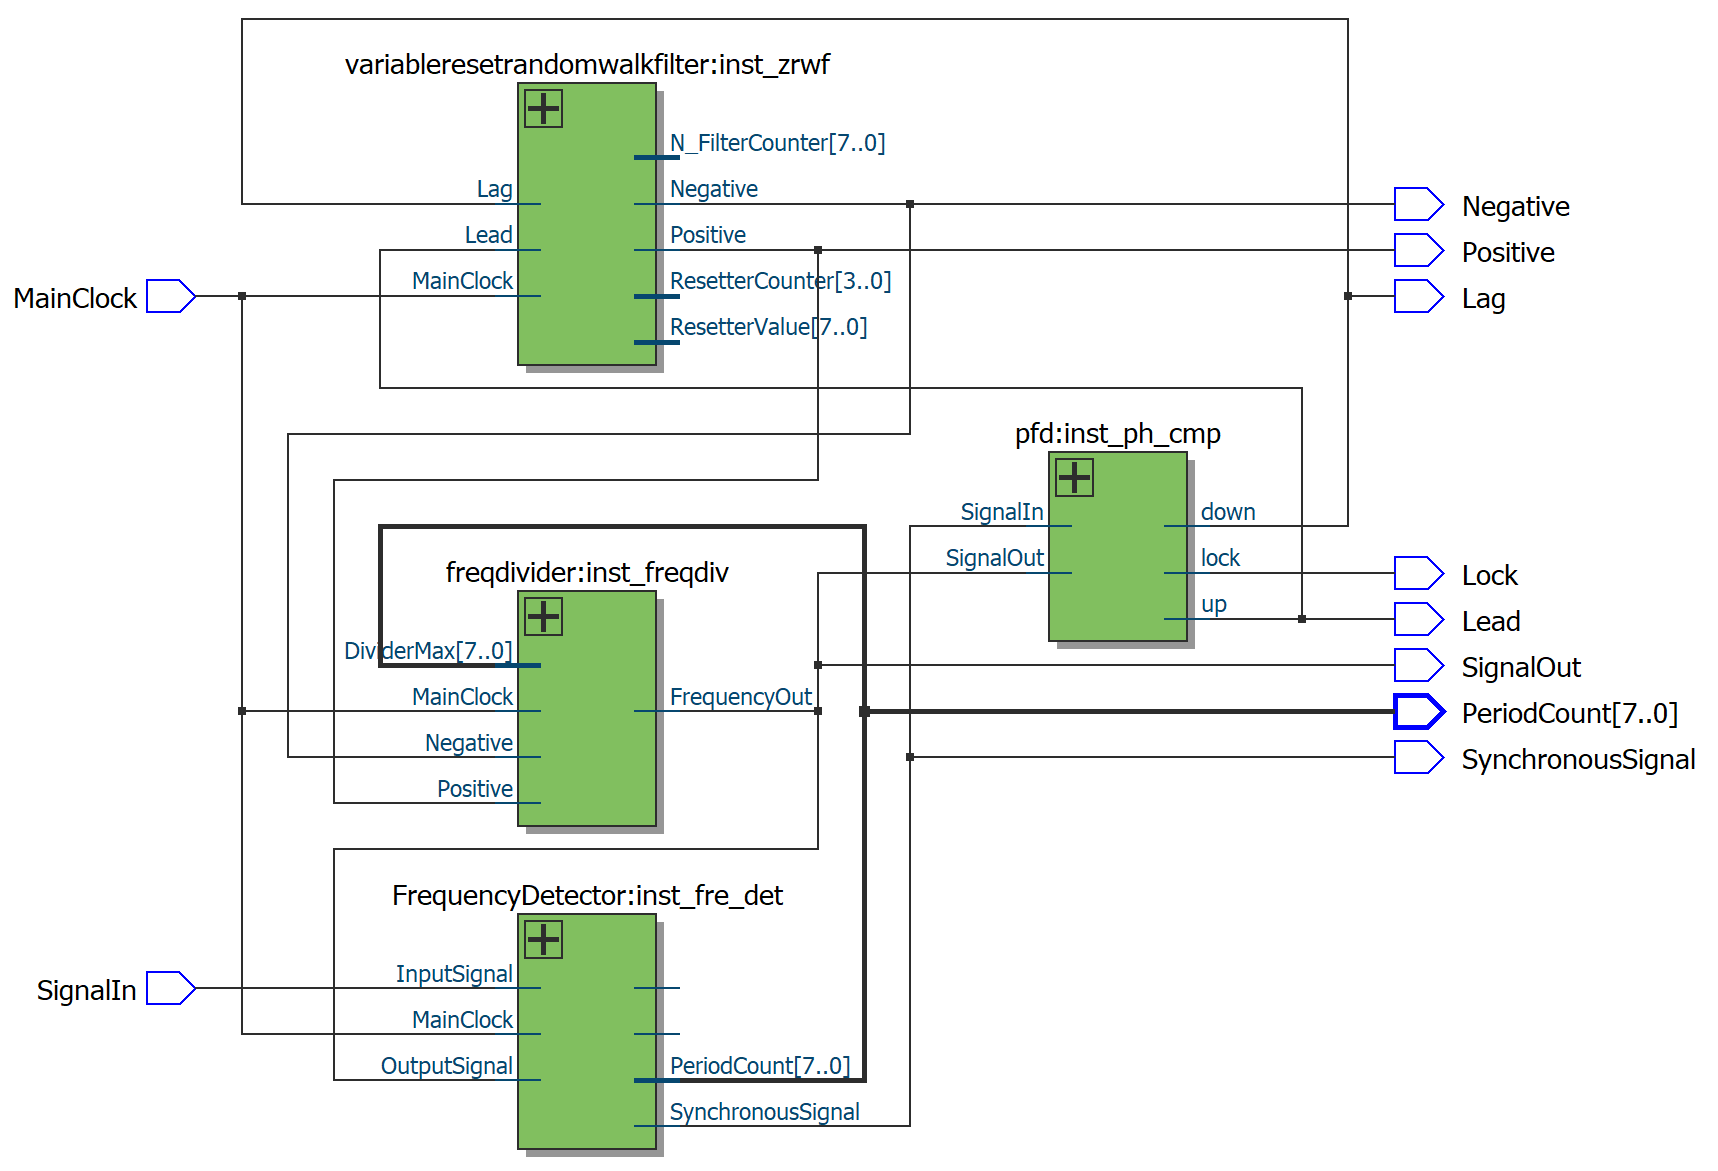 variableresetrandomwalkfilter:inst_zrwf
N_FilterCounter[7..0]
Lag
Negative
Lead
Positive
MainClock
ResetterCounter[3..0]
ResetterValue[7..0]
MainClock
Negative
Positive
Lag
pfd:inst_ph_cmp
SignalIn
down
SignalOut
lock
up
freqdivider:inst_freqdiv
DividerMax[7..0]
MainClock
FrequencyOut
Negative
Positive
Lock
Lead
SignalOut
PeriodCount[7..0]
SynchronousSignal
FrequencyDetector:inst_fre_det
SignalIn
InputSignal
MainClock
OutputSignal
PeriodCount[7..0]
SynchronousSignal